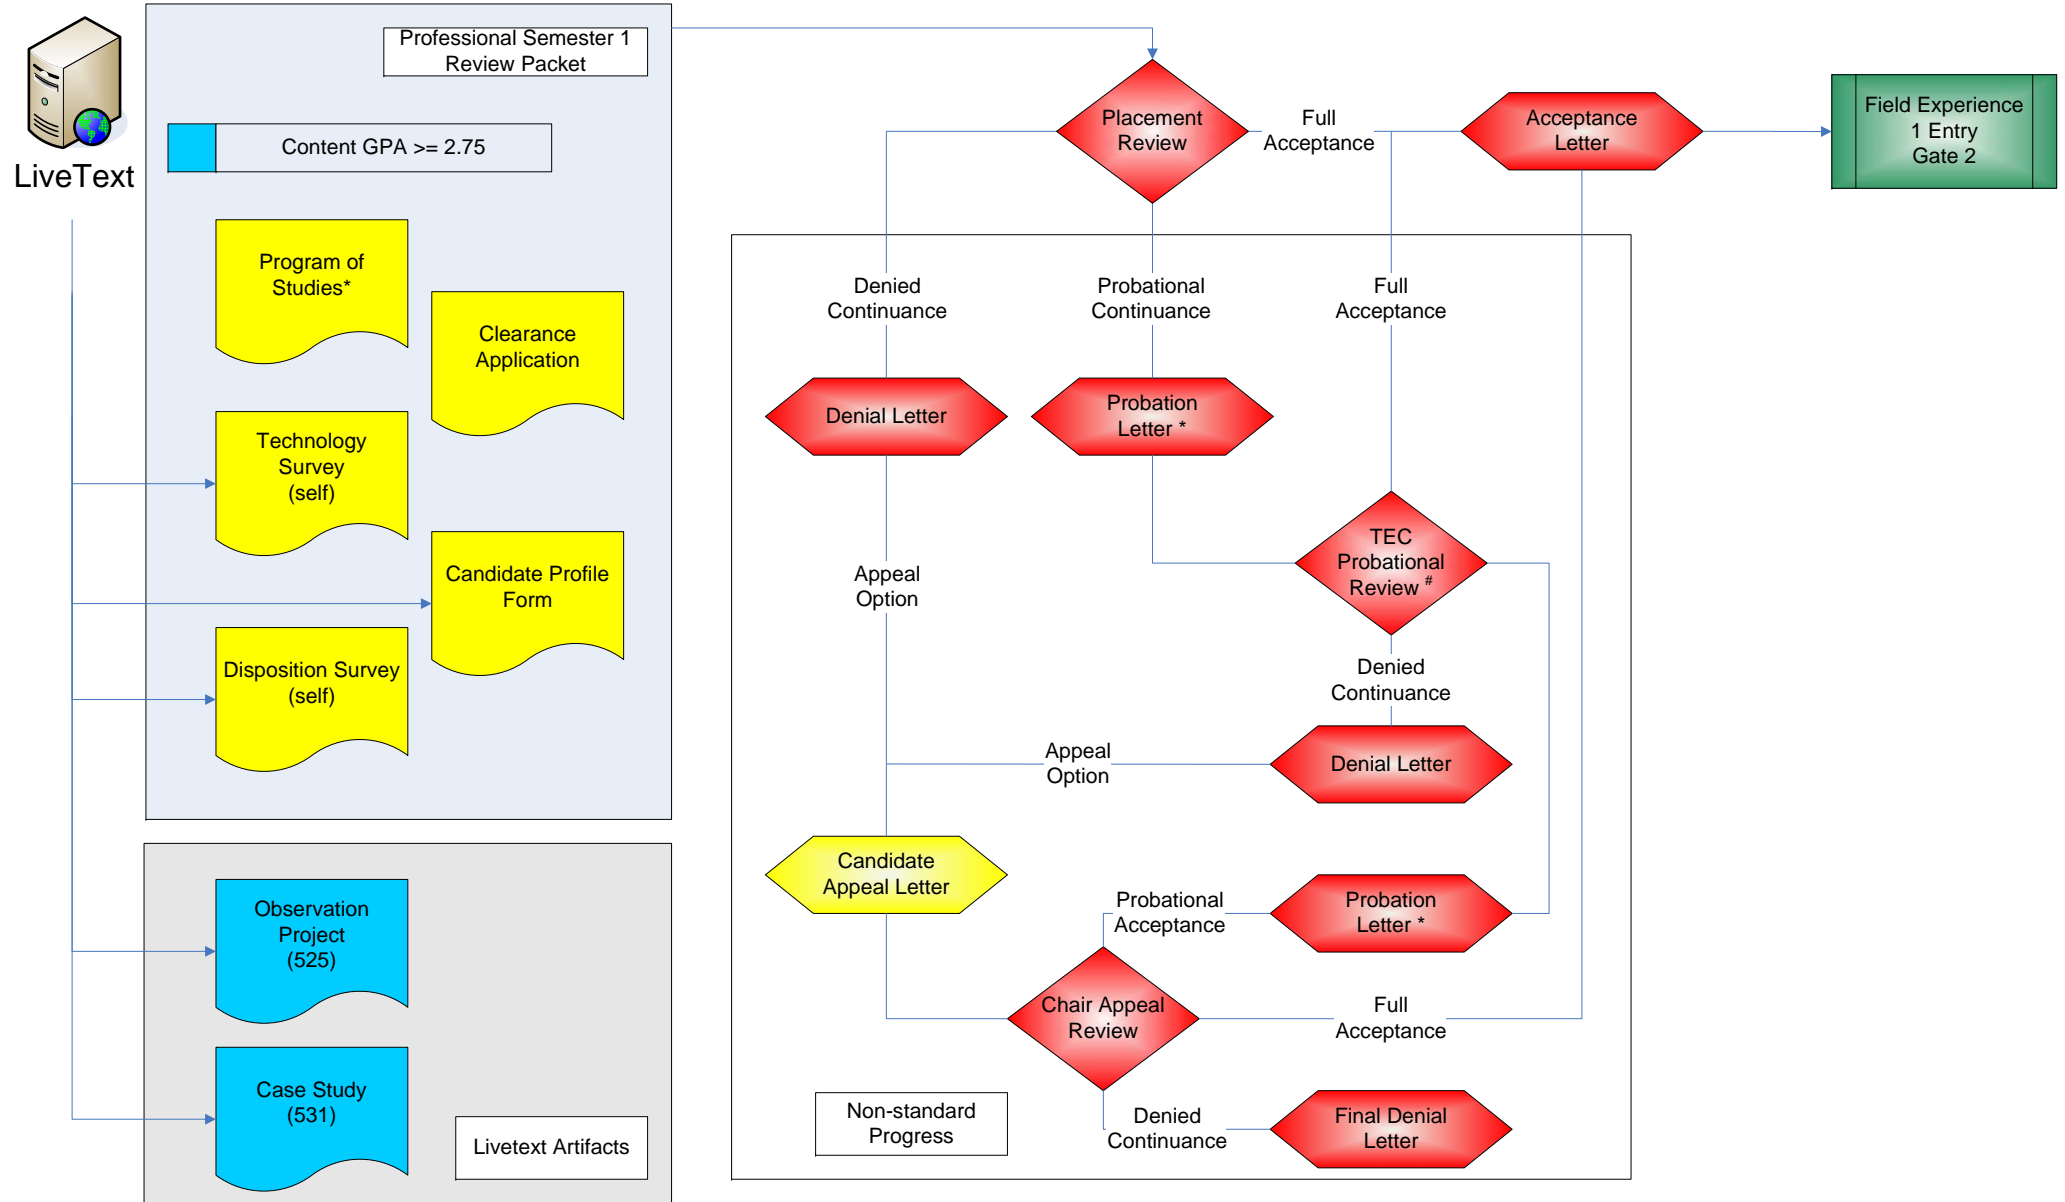 LiveText
Professional Semester 1
Review Packet
Content GPA >= 2.75
Program of
Studies*
Clearance
Application
Technology
Survey
(self)
Candidate Profile
Form
Disposition Survey
(self)
Observation
Project
(525)
Case Study
(531)
Livetext Artifacts
Placement
Review
Full
Acceptance
Acceptance
Letter
Field Experience
1 Entry
Gate 2
Denied
Continuance
Probational
Continuance
Full
Acceptance
Denial Letter
Probation
Letter *
TEC
Probational
Review #
Appeal
Option
Denied
Continuance
Appeal
Option
Denial Letter
Candidate
Appeal Letter
Probational
Acceptance
Probation
Letter *
Chair Appeal
Review
Full
Acceptance
Non-standard
Progress
Denied
Continuance
Final Denial
Letter